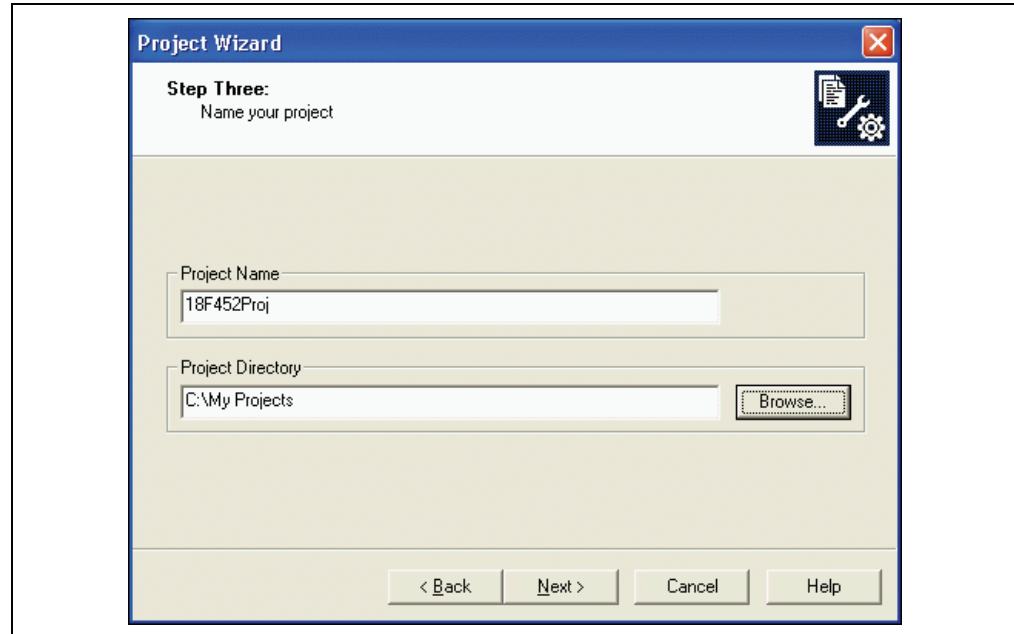 Project Wizard
Step Three:
Name your project
Project Name
18F452Proj
Project Directory
C:\My Projects
Browse...
< Back
Next >
Cancel
Help